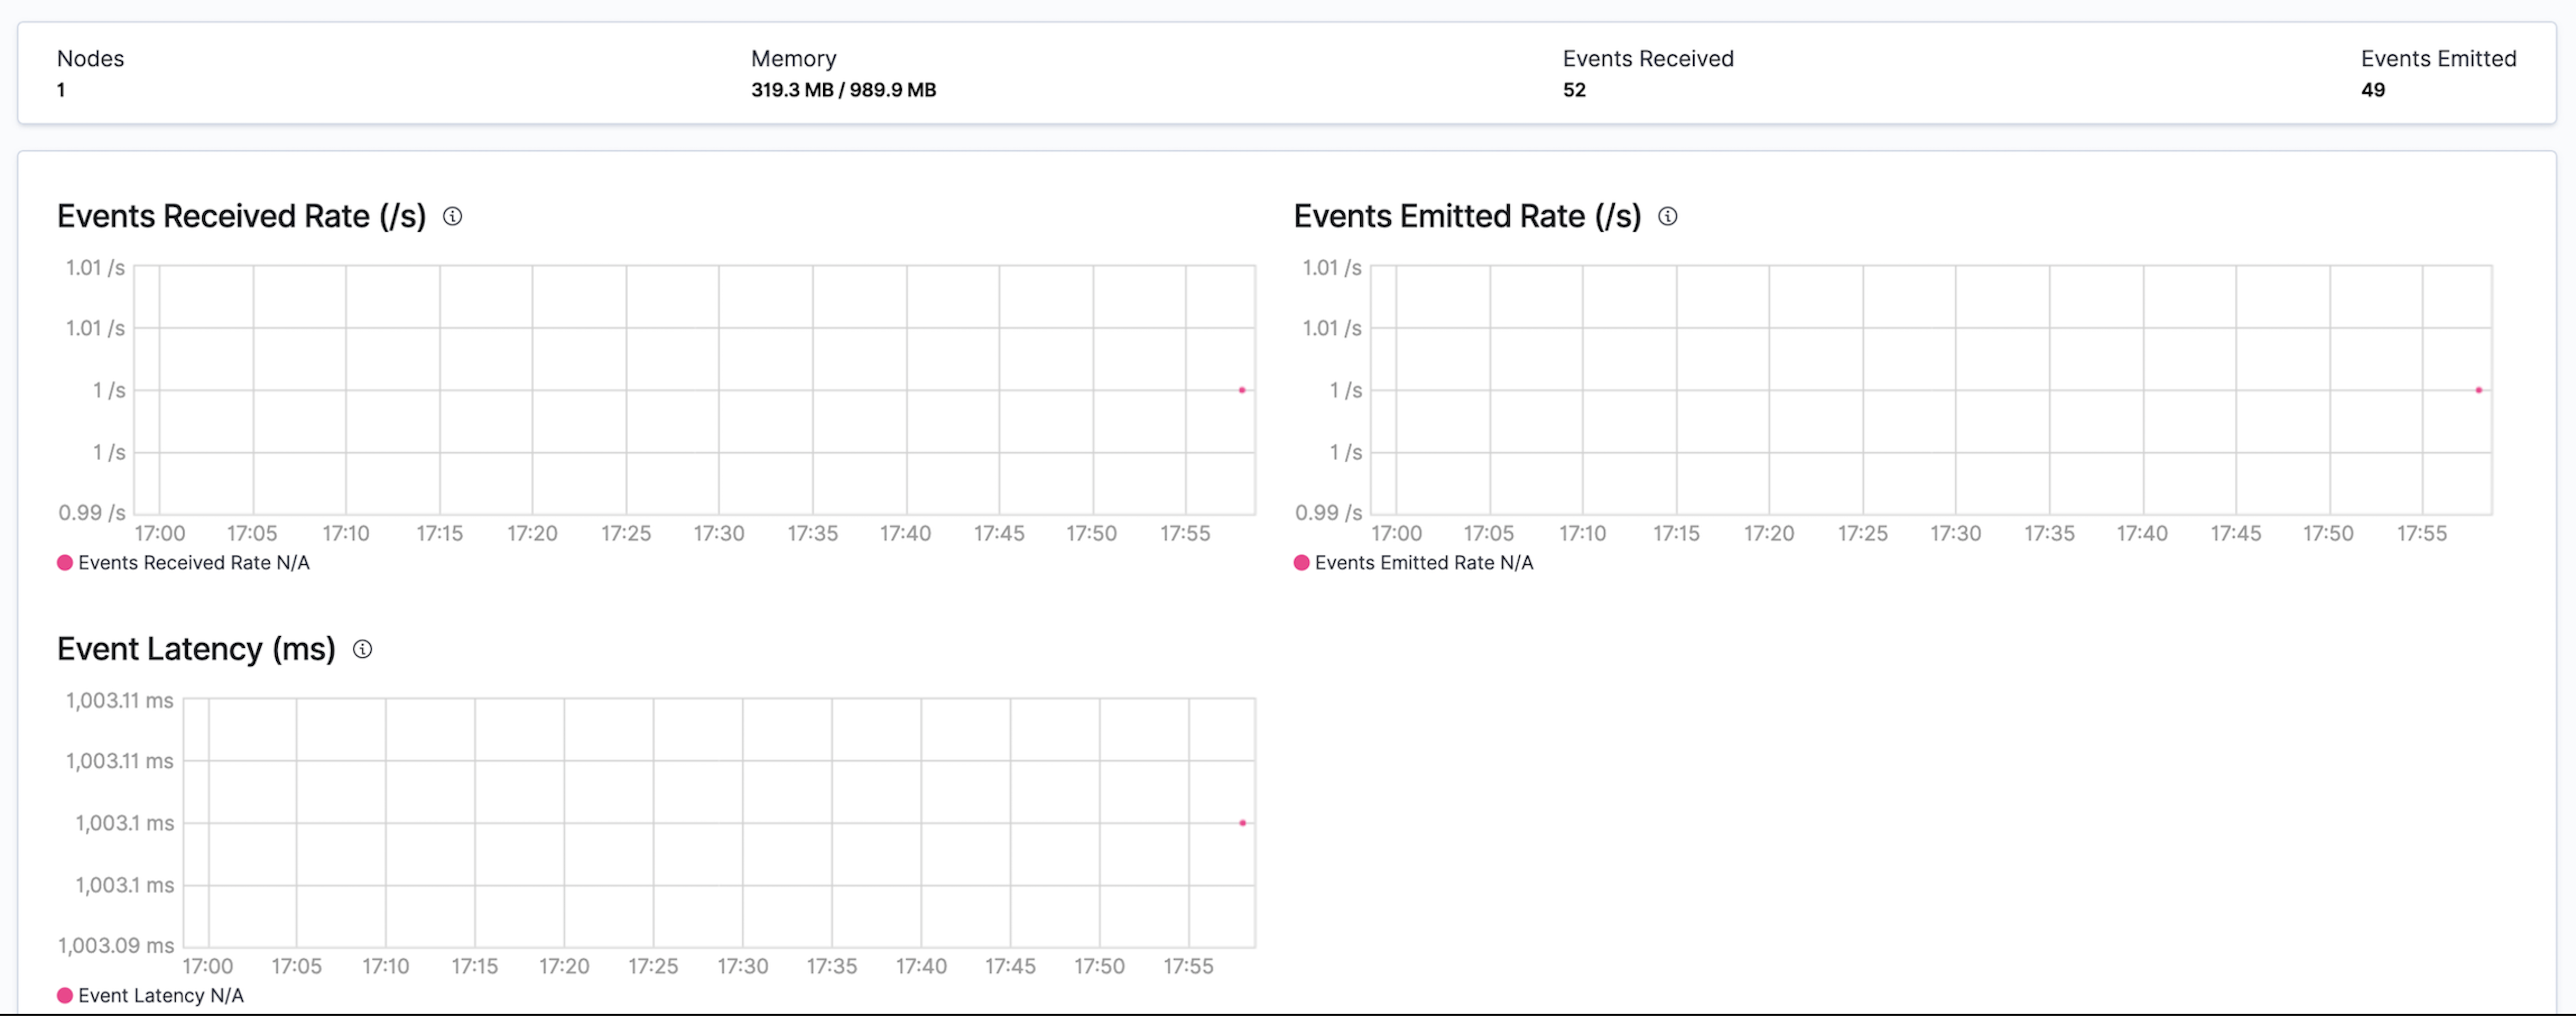 Nodes
1
Memory
319.3 MB / 989.9 MB
Events Received
52
Events Emitted
49
Events Received Rate (/s)
1.01 /s
1.01 /s
1 /s
1 /s
0.99 /s
17:00 17:05 17:10 17:15 17:20 17:25 17:30 17:35 17:40 17:45 17:50 17:55
Events Received Rate N/A
Events Emitted Rate (/s)
1.01 /s
1.01 /s
1 /s
1 /s
0.99 /s
17:00 17:05 17:10 17:15 17:20 17:25 17:30 17:35 17:40 17:45 17:50 17:55
Events Emitted Rate N/A
Event Latency (ms)
1,003.11 ms
1,003.11 ms
1,003.1 ms
1,003.1 ms
1,003.09 ms
17:00 17:05 17:10 17:15 17:20 17:25 17:30 17:35 17:40 17:45 17:50 17:55
Event Latency N/A